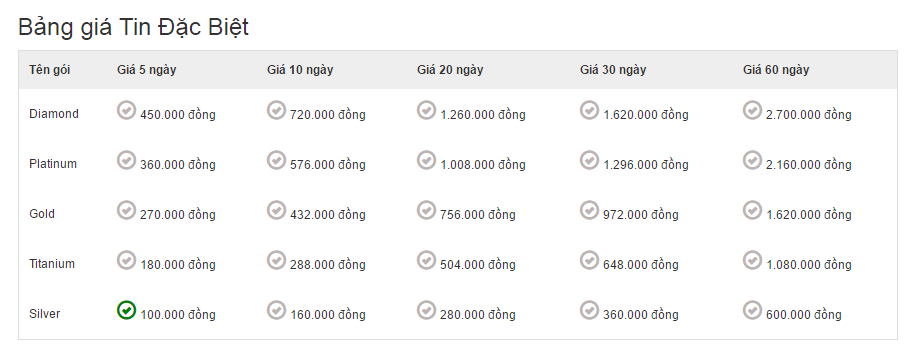 Bảng giá Tin Đặc Biệt
Tên gói Giá 5 ngày Giá 10 ngày Giá 20 ngày Giá 30 ngày Giá 60 ngày
Diamond 450.000 đồng 720.000 đồng 1.260.000 đồng 1.620.000 đồng 2.700.000 đồng
Platinum 360.000 đồng 576.000 đồng 1.008.000 đồng 1.296.000 đồng 2.160.000 đồng
Gold 270.000 đồng 432.000 đồng 756.000 đồng 972.000 đồng 1.620.000 đồng
Titanium 180.000 đồng 288.000 đồng 504.000 đồng 648.000 đồng 1.080.000 đồng
Silver 100.000 đồng 160.000 đồng 280.000 đồng 360.000 đồng 600.000 đồng